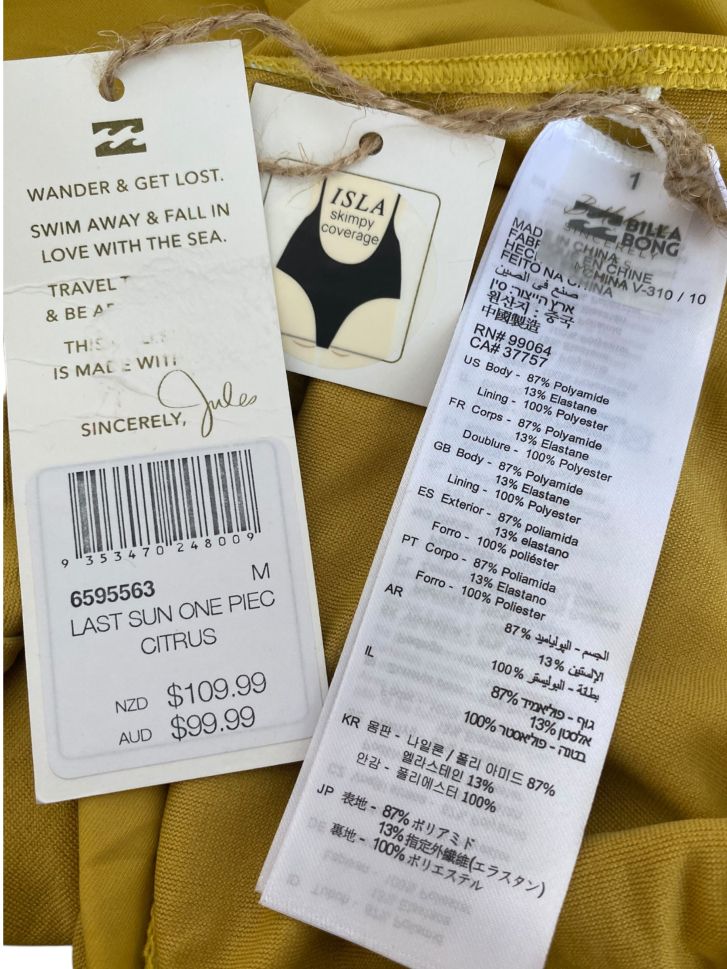 WANDER & GET LOST.
SWIM AWAY & FALL IN
LOVE WITH THE SEA.
TRAVEL
& BE
IS MADE WITH
SINCERELY, Jules
9 353470 248009
6595563 M
LAST SUN ONE PIEC
CITRUS
NZD $109.99
AUD $99.99
ISLA
skimpy
coverage
1
BILLA
BONG
SINCERELY
IN CHINA
EN CHINE
CHINA V-310 / 10
FEITO NA CHINA
صنع في الصين
ארץ הייצור: סין
원산지 : 중국
中國製造
RN# 99064
CA# 37757
US Body - 87% Polyamide
13% Elastane
Lining - 100% Polyester
FR Corps - 87% Polyamide
13% Elastane
Doublure - 100% Polyester
GB Body - 87% Polyamide
13% Elastane
Lining - 100% Polyester
ES Exterior - 87% poliamida
13% elastano
Forro - 100% poliéster
PT Corpo - 87% Poliamida
13% Elastano
Forro - 100% Poliester
AR
الجسم - البولياميد 87%
الإلستين 13%
بطلنة - البوليستر 100%
IL
גוף - פוליאמיד 87%
אלסטן 13%
בטנה - פוליאסטר 100%
KR 몸판 - 나일론 / 폴리 아미드 87%
엘라스테인 13%
안감 - 폴리에스터 100%
JP 表地 - 87% ポリアミド
13% 指定外繊維(エラスタン)
裏地 - 100% ポリエステル